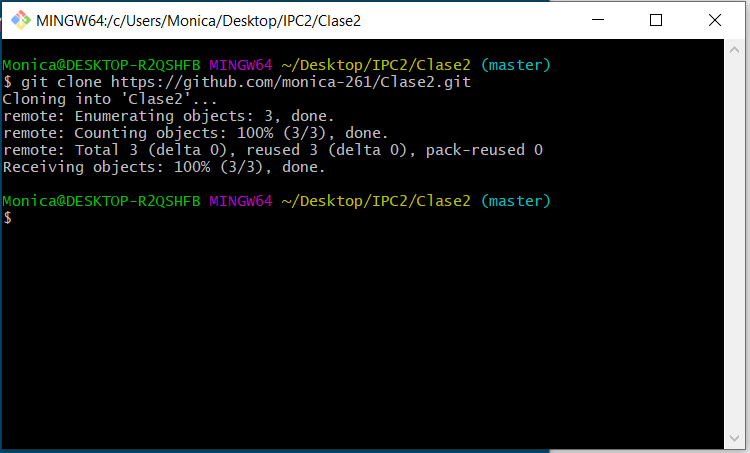 MINGW64:/c/Users/Monica/Desktop/IPC2/Clase2
Monica@DESKTOP-R2QSHFB MINGW64 ~/Desktop/IPC2/Clase2 (master)
$ git clone https://github.com/monica-261/Clase2.git
Cloning into 'Clase2'...
remote: Enumerating objects: 3, done.
remote: Counting objects: 100% (3/3), done.
remote: Total 3 (delta 0), reused 3 (delta 0), pack-reused 0
Receiving objects: 100% (3/3), done.
Monica@DESKTOP-R2QSHFB MINGW64 ~/Desktop/IPC2/Clase2 (master)
$